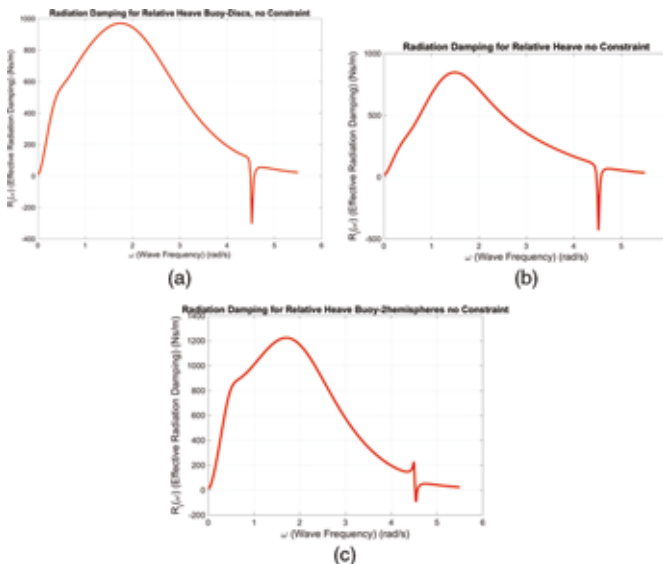 Radiation Damping for Relative Heave Buoy-Discs, no Constraint
1000
800
600
400
200
0
-200
-400
R_i(ω) (Effective Radiation Damping) (Ns/m)
0 1 2 3 4 5 6
ω (Wave Frequency) (rad/s)
(a)
Radiation Damping for Relative Heave no Constraint
1000
500
0
-500
R_i(ω) (Effective Radiation Damping) (Ns/m)
0 1 2 3 4 5
ω (Wave Frequency) (rad/s)
(b)
Radiation Damping for Relative Heave Buoy-2hemispheres no Constraint
1400
1200
1000
800
600
400
200
0
-200
R_i(ω) (Effective Radiation Damping) (Ns/m)
0 1 2 3 4 5 6
ω (Wave Frequency) (rad/s)
(c)